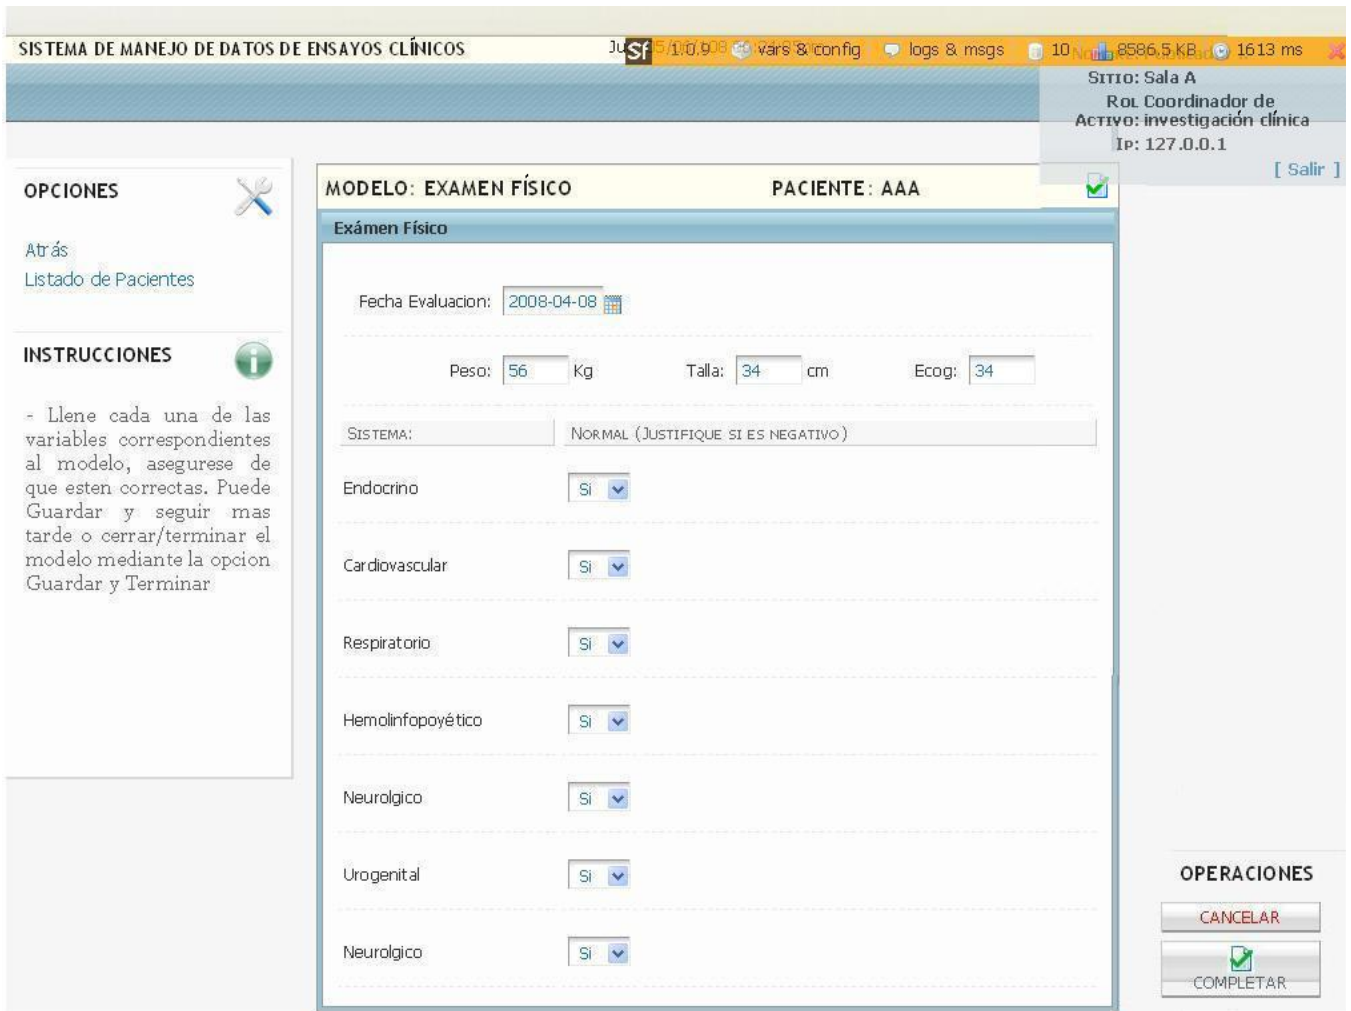 SISTEMA DE MANEJO DE DATOS DE ENSAYOS CLÍNICOS
Sf 1.0.9 vars & config logs & msgs 10 8586.5 KB 1613 ms
SITIO: Sala A
ROL Coordinador de
ACTIVO: investigación clínica
IP: 127.0.0.1
[ Salir ]
OPCIONES
Atrás
Listado de Pacientes
INSTRUCCIONES
- Llene cada una de las
variables correspondientes
al modelo, asegurese de
que esten correctas. Puede
Guardar y seguir mas
tarde o cerrar/terminar el
modelo mediante la opcion
Guardar y Terminar
MODELO: EXAMEN FÍSICO PACIENTE: AAA
Exámen Físico
Fecha Evaluacion: 2008-04-08
Peso: 56 Kg Talla: 34 cm Ecog: 34
SISTEMA: NORMAL (JUSTIFIQUE SI ES NEGATIVO)
Endocrino Si
Cardiovascular Si
Respiratorio Si
Hemolinfopoyético Si
Neurolgico Si
Urogenital Si
Neurolgico Si
OPERACIONES
CANCELAR
COMPLETAR